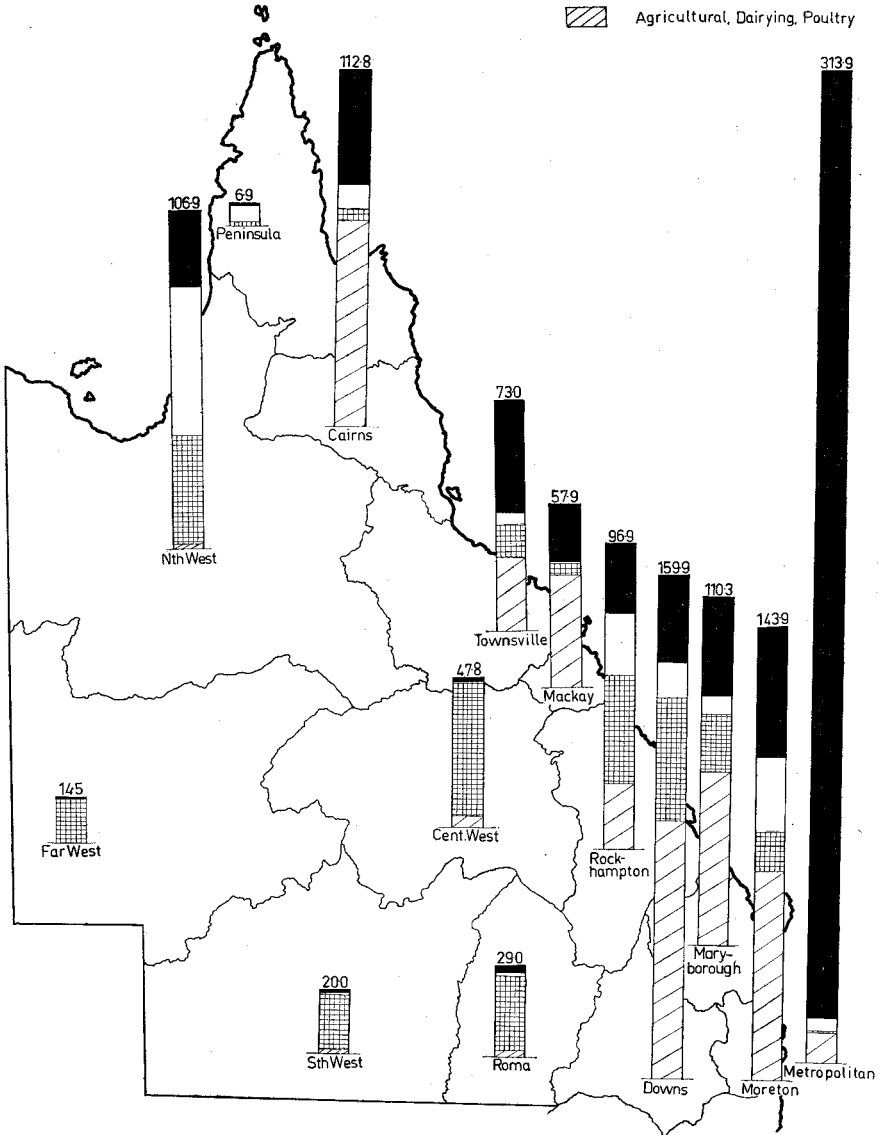 Agricultural, Dairying, Poultry
112·8
313·9
106·9
6·9
Peninsula
Cairns
73·0
57·9
96·9
159·9
110·3
143·9
Nth West
Townsville
47·8
Mackay
14·5
Far West
Cent. West
Rock-
hampton
Mary-
borough
20·0
29·0
Sth West
Roma
Downs
Moreton
Metropolitan